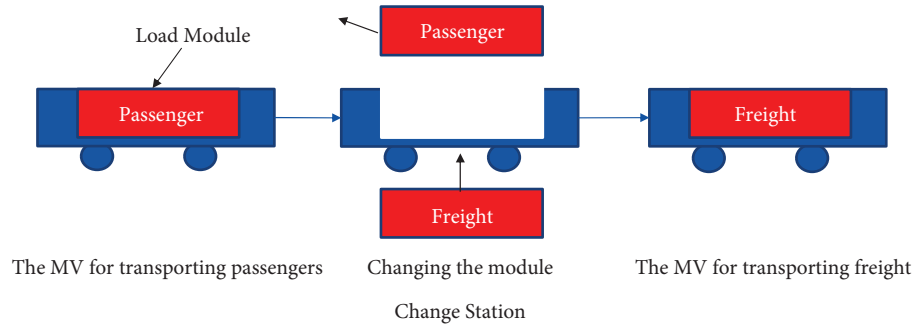 Load Module
Passenger
Passenger
Freight
Freight
The MV for transporting passengers
Changing the module
The MV for transporting freight
Change Station